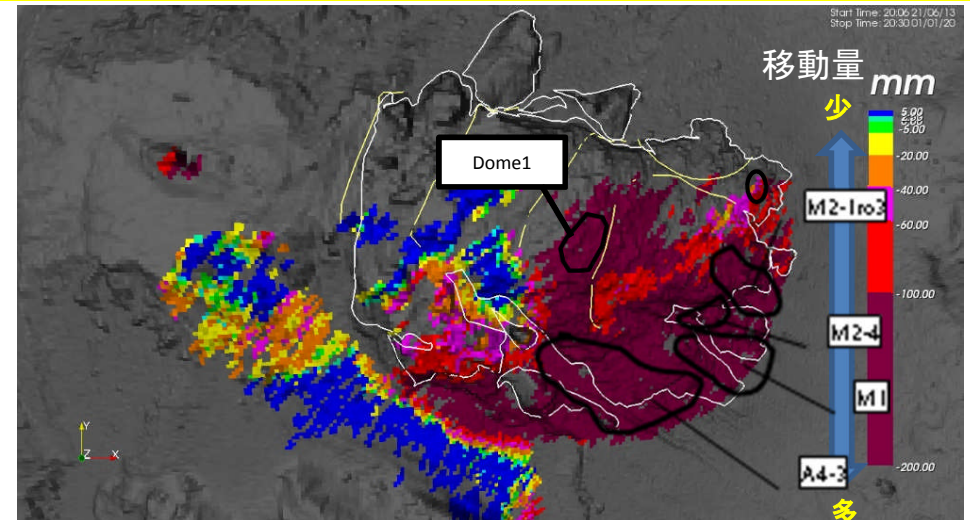 Start Time: 20:06 21/06/13
Stop Time: 20:30 01/01/20
移動量 mm
少
5.00
-5.00
-20.00
-40.00
-60.00
-100.00
-200.00
Dome1
M2-1ro3
M2-4
M1
A4-3
多
Y
Z X